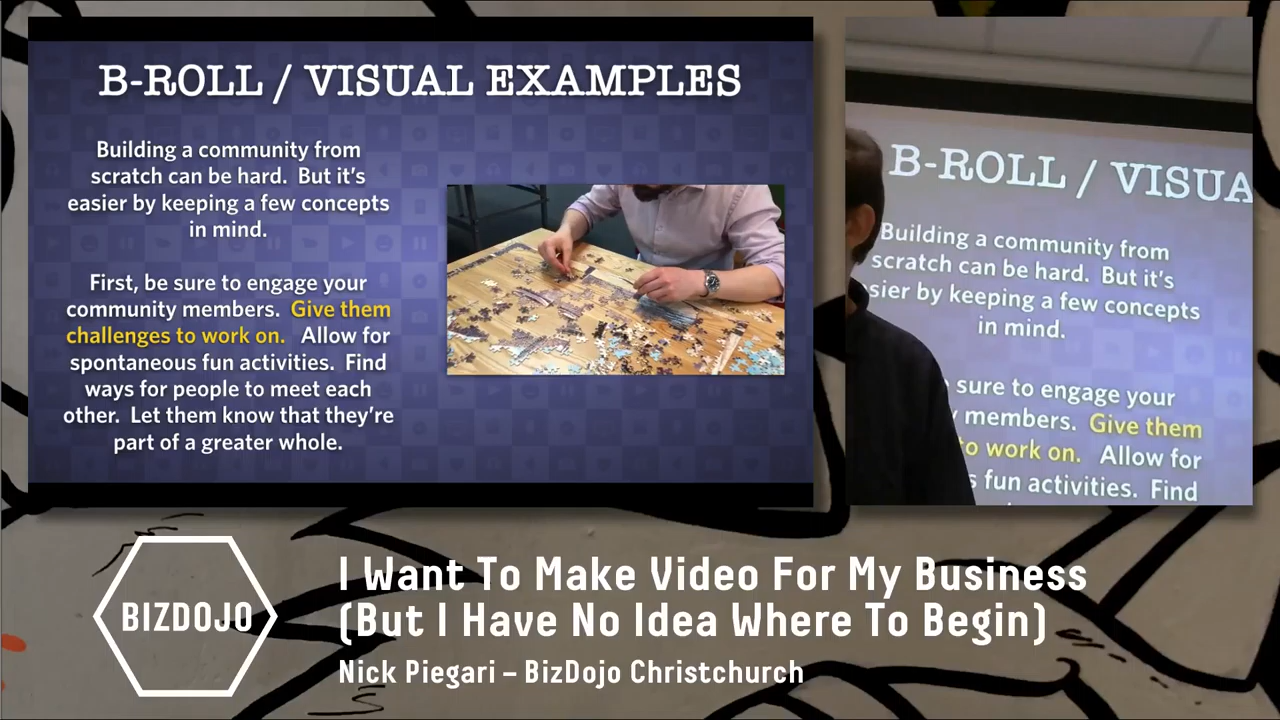 B-ROLL / VISUAL EXAMPLES
Building a community from
scratch can be hard. But it's
easier by keeping a few concepts
in mind.
First, be sure to engage your
community members. Give them
challenges to work on. Allow for
spontaneous fun activities. Find
ways for people to meet each
other. Let them know that they're
part of a greater whole.
B-ROLL / VISUA
Building a community from
scratch can be hard. But it's
sier by keeping a few concepts
in mind.
sure to engage your
members. Give them
to work on. Allow for
s fun activities. Find
BIZDOJO
I Want To Make Video For My Business
(But I Have No Idea Where To Begin)
Nick Piegari – BizDojo Christchurch